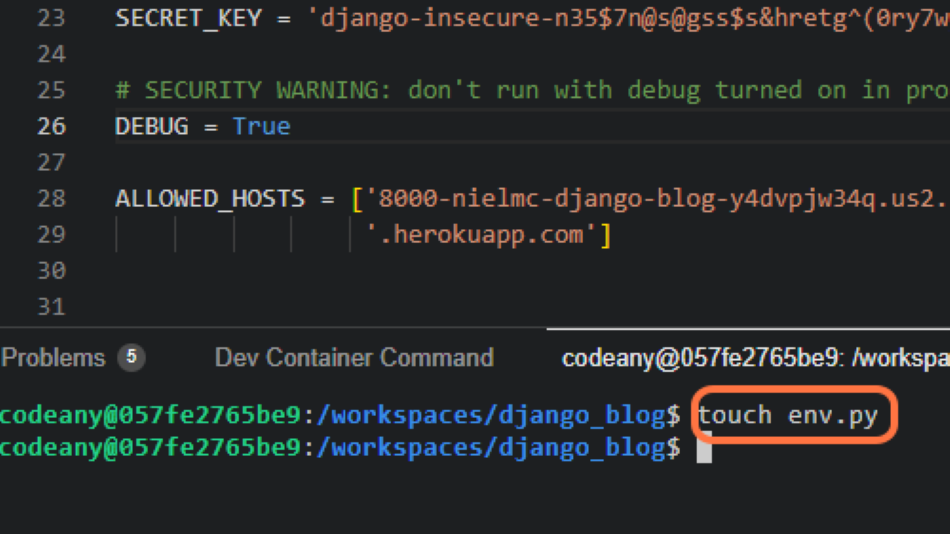 23 SECRET_KEY = 'django-insecure-n35$7n@s@gss$s&hretg^(0ry7w
24
25 # SECURITY WARNING: don't run with debug turned on in pro
26 DEBUG = True
27
28 ALLOWED_HOSTS = ['8000-nielmc-django-blog-y4dvpjw34q.us2.
29 '.herokuapp.com']
30
31
Problems 5 Dev Container Command codeany@057fe2765be9: /workspa
codeany@057fe2765be9:/workspaces/django_blog$ touch env.py
codeany@057fe2765be9:/workspaces/django_blog$